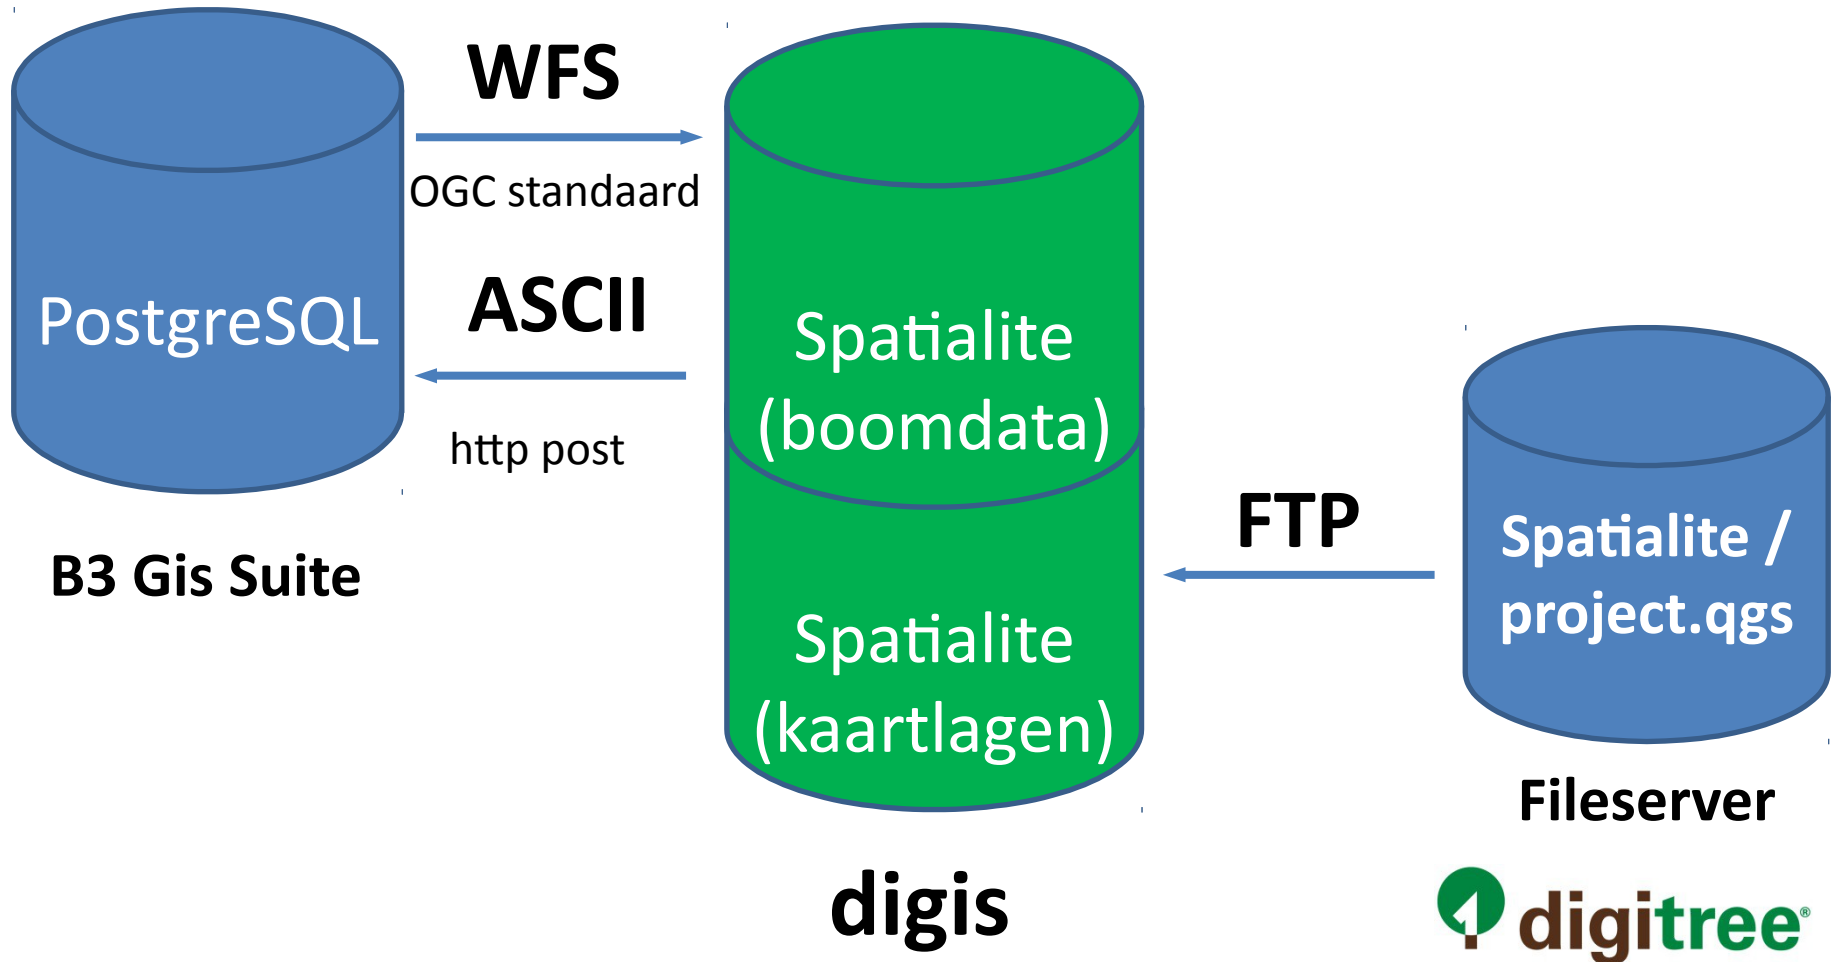 WFS
OGC standaard
ASCII
http post
PostgreSQL
B3 Gis Suite
Spatialite
(boomdata)
Spatialite
(kaartlagen)
digis
FTP
Spatialite /
project.qgs
Fileserver
digitree®